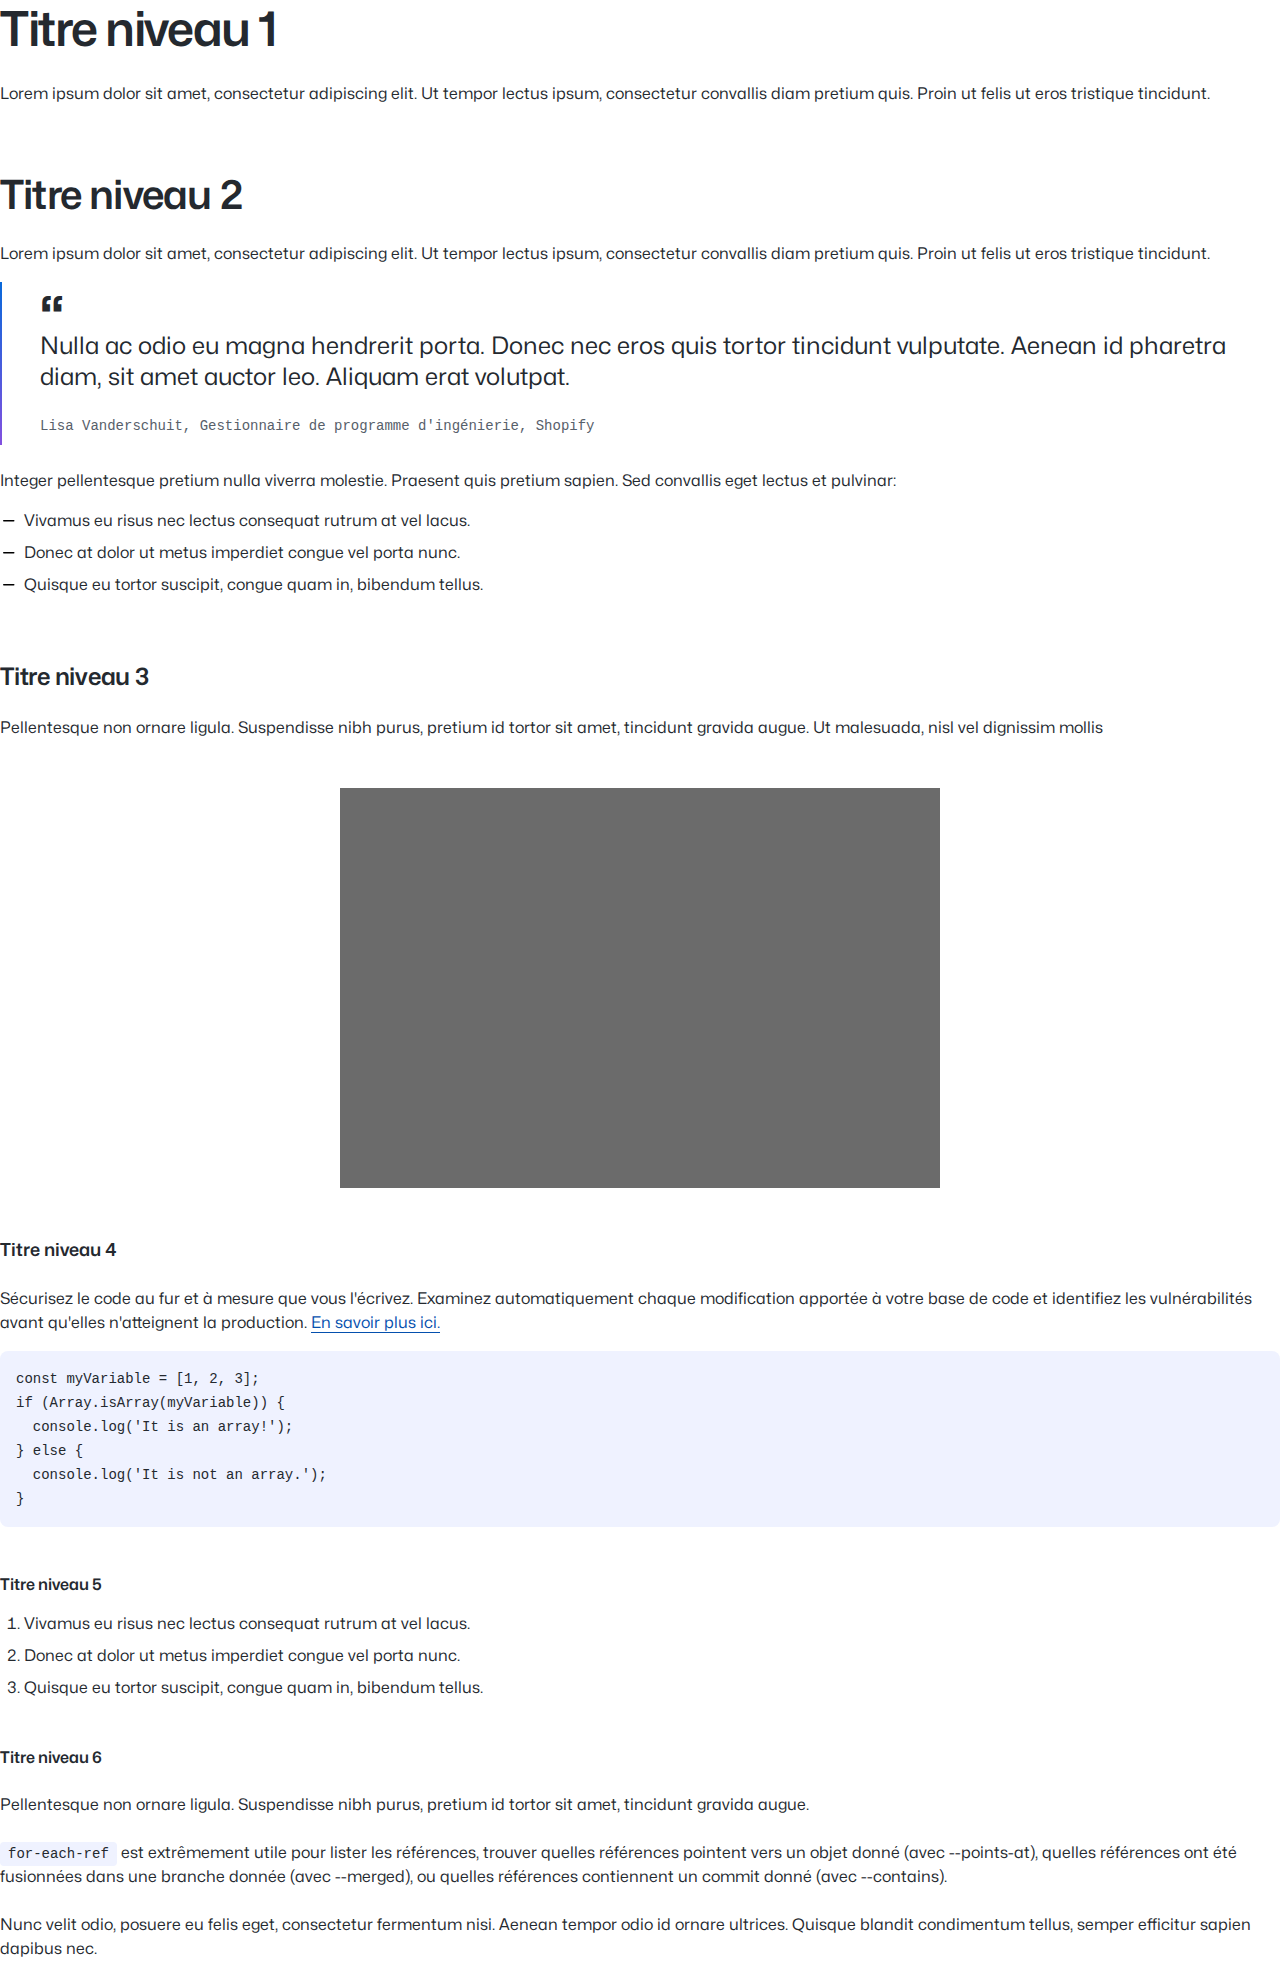 Titre niveau 1
Lorem ipsum dolor sit amet, consectetur adipiscing elit. Ut tempor lectus ipsum, consectetur convallis diam pretium quis. Proin ut felis ut eros tristique tincidunt.
Titre niveau 2
Lorem ipsum dolor sit amet, consectetur adipiscing elit. Ut tempor lectus ipsum, consectetur convallis diam pretium quis. Proin ut felis ut eros tristique tincidunt.
“
Nulla ac odio eu magna hendrerit porta. Donec nec eros quis tortor tincidunt vulputate. Aenean id pharetra
diam, sit amet auctor leo. Aliquam erat volutpat.
Lisa Vanderschuit, Gestionnaire de programme d'ingénierie, Shopify
Integer pellentesque pretium nulla viverra molestie. Praesent quis pretium sapien. Sed convallis eget lectus et pulvinar:
— Vivamus eu risus nec lectus consequat rutrum at vel lacus.
— Donec at dolor ut metus imperdiet congue vel porta nunc.
— Quisque eu tortor suscipit, congue quam in, bibendum tellus.
Titre niveau 3
Pellentesque non ornare ligula. Suspendisse nibh purus, pretium id tortor sit amet, tincidunt gravida augue. Ut malesuada, nisl vel dignissim mollis
Titre niveau 4
Sécurisez le code au fur et à mesure que vous l'écrivez. Examinez automatiquement chaque modification apportée à votre base de code et identifiez les vulnérabilités
avant qu'elles n'atteignent la production. En savoir plus ici.
const myVariable = [1, 2, 3];
if (Array.isArray(myVariable)) {
  console.log('It is an array!');
} else {
  console.log('It is not an array.');
}
Titre niveau 5
1. Vivamus eu risus nec lectus consequat rutrum at vel lacus.
2. Donec at dolor ut metus imperdiet congue vel porta nunc.
3. Quisque eu tortor suscipit, congue quam in, bibendum tellus.
Titre niveau 6
Pellentesque non ornare ligula. Suspendisse nibh purus, pretium id tortor sit amet, tincidunt gravida augue.
for-each-ref est extrêmement utile pour lister les références, trouver quelles références pointent vers un objet donné (avec --points-at), quelles références ont été
fusionnées dans une branche donnée (avec --merged), ou quelles références contiennent un commit donné (avec --contains).
Nunc velit odio, posuere eu felis eget, consectetur fermentum nisi. Aenean tempor odio id ornare ultrices. Quisque blandit condimentum tellus, semper efficitur sapien
dapibus nec.